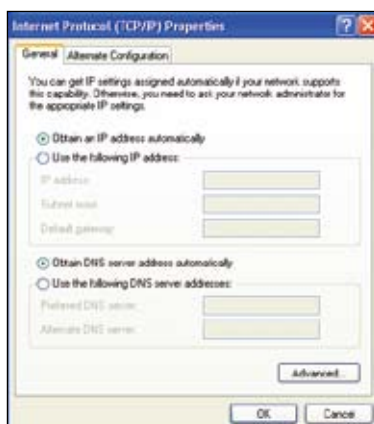 Internet Protocol (TCP/IP) Properties
General
Alternate Configuration
You can get IP settings assigned automatically if your network supports
this capability. Otherwise, you need to ask your network administrator for
the appropriate IP settings.
Obtain an IP address automatically
Use the following IP address:
IP address:
Subnet mask:
Default gateway:
Obtain DNS server address automatically
Use the following DNS server addresses:
Preferred DNS server:
Alternate DNS server:
Advanced...
OK
Cancel